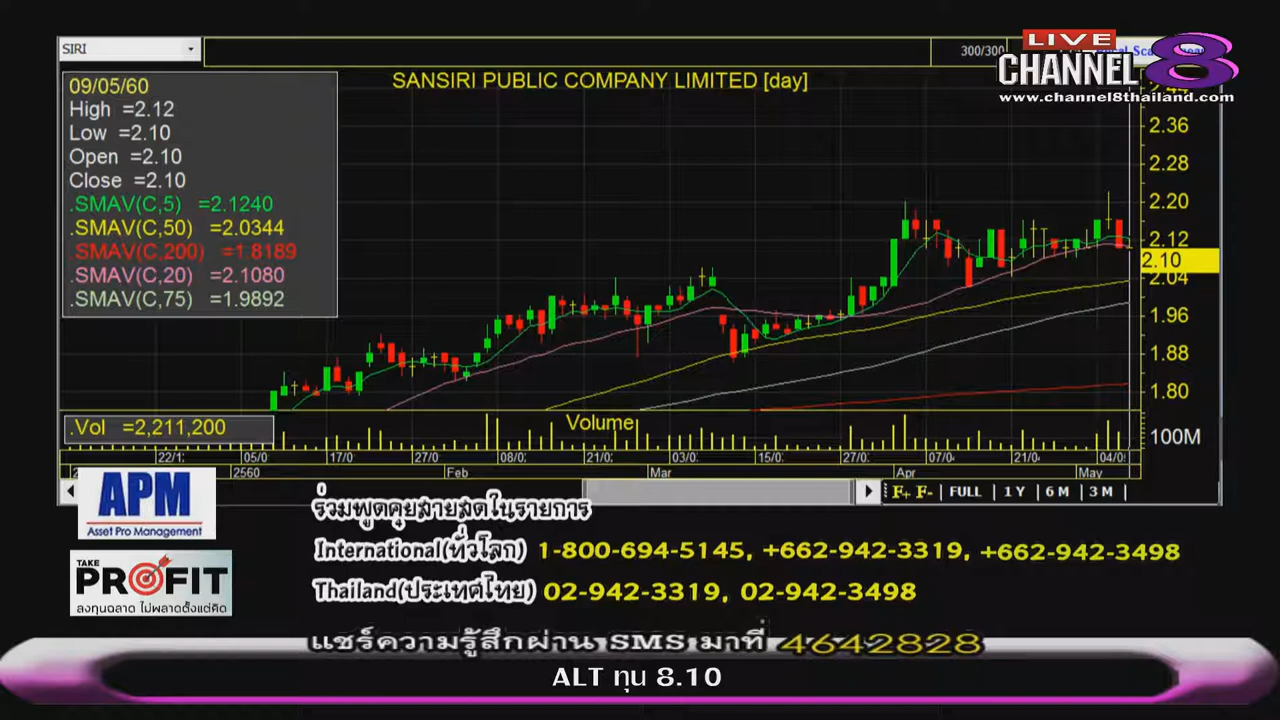 SIRI
300/300
LIVE
CHANNEL 8
www.channel8thailand.com
SANSIRI PUBLIC COMPANY LIMITED [day]
09/05/60
High =2.12
Low =2.10
Open =2.10
Close =2.10
.SMAV(C,5) =2.1240
.SMAV(C,50) =2.0344
.SMAV(C,200) =1.8189
.SMAV(C,20) =2.1080
.SMAV(C,75) =1.9892
2.44
2.36
2.28
2.20
2.12
2.10
2.04
1.96
1.88
1.80
.Vol =2,211,200
Volume
100M
22/1; 05/0 17/0 27/0; 08/0; 21/0; 03/0; 15/0; 27/0; 07/0; 21/0 04/0
2560 Feb Mar Apr May
F+ F- FULL 1 Y 6 M 3 M
APM
Asset Pro Management
TAKE
PROFIT
ลงทุนฉลาด ไม่พลาดตั้งแต่คิด
ร่วมพูดคุยสายสดในรายการ
International(ทั่วโลก) 1-800-694-5145, +662-942-3319, +662-942-3498
Thailand(ประเทศไทย) 02-942-3319, 02-942-3498
แชร์ความรู้สึกผ่าน SMS มาที่ 4642828
ALT ทุน 8.10